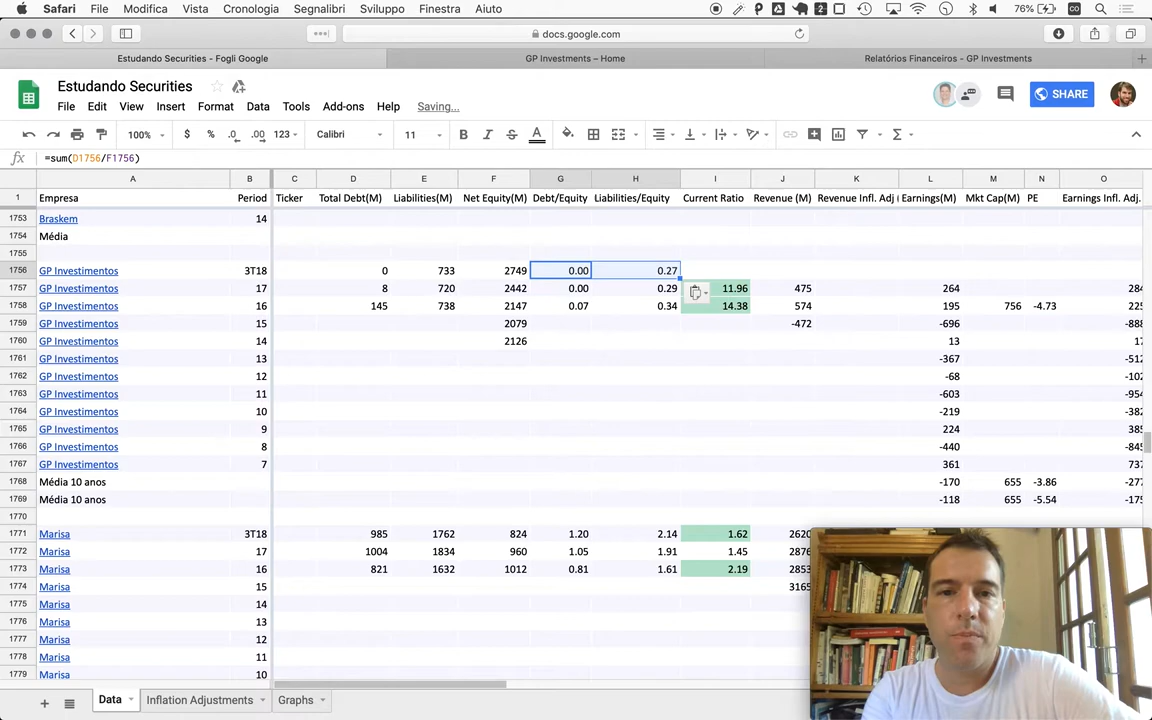 Safari File Modifica Vista Cronologia Segnalibri Sviluppo Finestra Aiuto 2 76%
docs.google.com
Estudando Securities - Fogli Google GP Investments – Home Relatórios Financeiros - GP Investments
Estudando Securities
File Edit View Insert Format Data Tools Add-ons Help Saving... SHARE
100% $ % .0 .00 123 Calibri 11 B I S A
fx =sum(D1756/F1756)
A B C D E F G H I J K L M N O
1 Empresa Period Ticker Total Debt(M) Liabilities(M) Net Equity(M) Debt/Equity Liabilities/Equity Current Ratio Revenue (M) Revenue Infl. Adj ( Earnings(M) Mkt Cap(M) PE Earnings Infl. Adj.
1753 Braskem 14
1754 Média
1755
1756 GP Investimentos 3T18 0 733 2749 0.00 0.27
1757 GP Investimentos 17 8 720 2442 0.00 0.29 11.96 475 264 284
1758 GP Investimentos 16 145 738 2147 0.07 0.34 14.38 574 195 756 -4.73 225
1759 GP Investimentos 15 2079 -472 -696 -888
1760 GP Investimentos 14 2126 13 17
1761 GP Investimentos 13 -367 -512
1762 GP Investimentos 12 -68 -102
1763 GP Investimentos 11 -603 -954
1764 GP Investimentos 10 -219 -382
1765 GP Investimentos 9 224 385
1766 GP Investimentos 8 -440 -845
1767 GP Investimentos 7 361 737
1768 Média 10 anos -170 655 -3.86 -277
1769 Média 10 anos -118 655 -5.54 -175
1770
1771 Marisa 3T18 985 1762 824 1.20 2.14 1.62 2620
1772 Marisa 17 1004 1834 960 1.05 1.91 1.45 2876
1773 Marisa 16 821 1632 1012 0.81 1.61 2.19 2853
1774 Marisa 15 3165
1775 Marisa 14
1776 Marisa 13
1777 Marisa 12
1778 Marisa 11
1779 Marisa 10
Data Inflation Adjustments Graphs